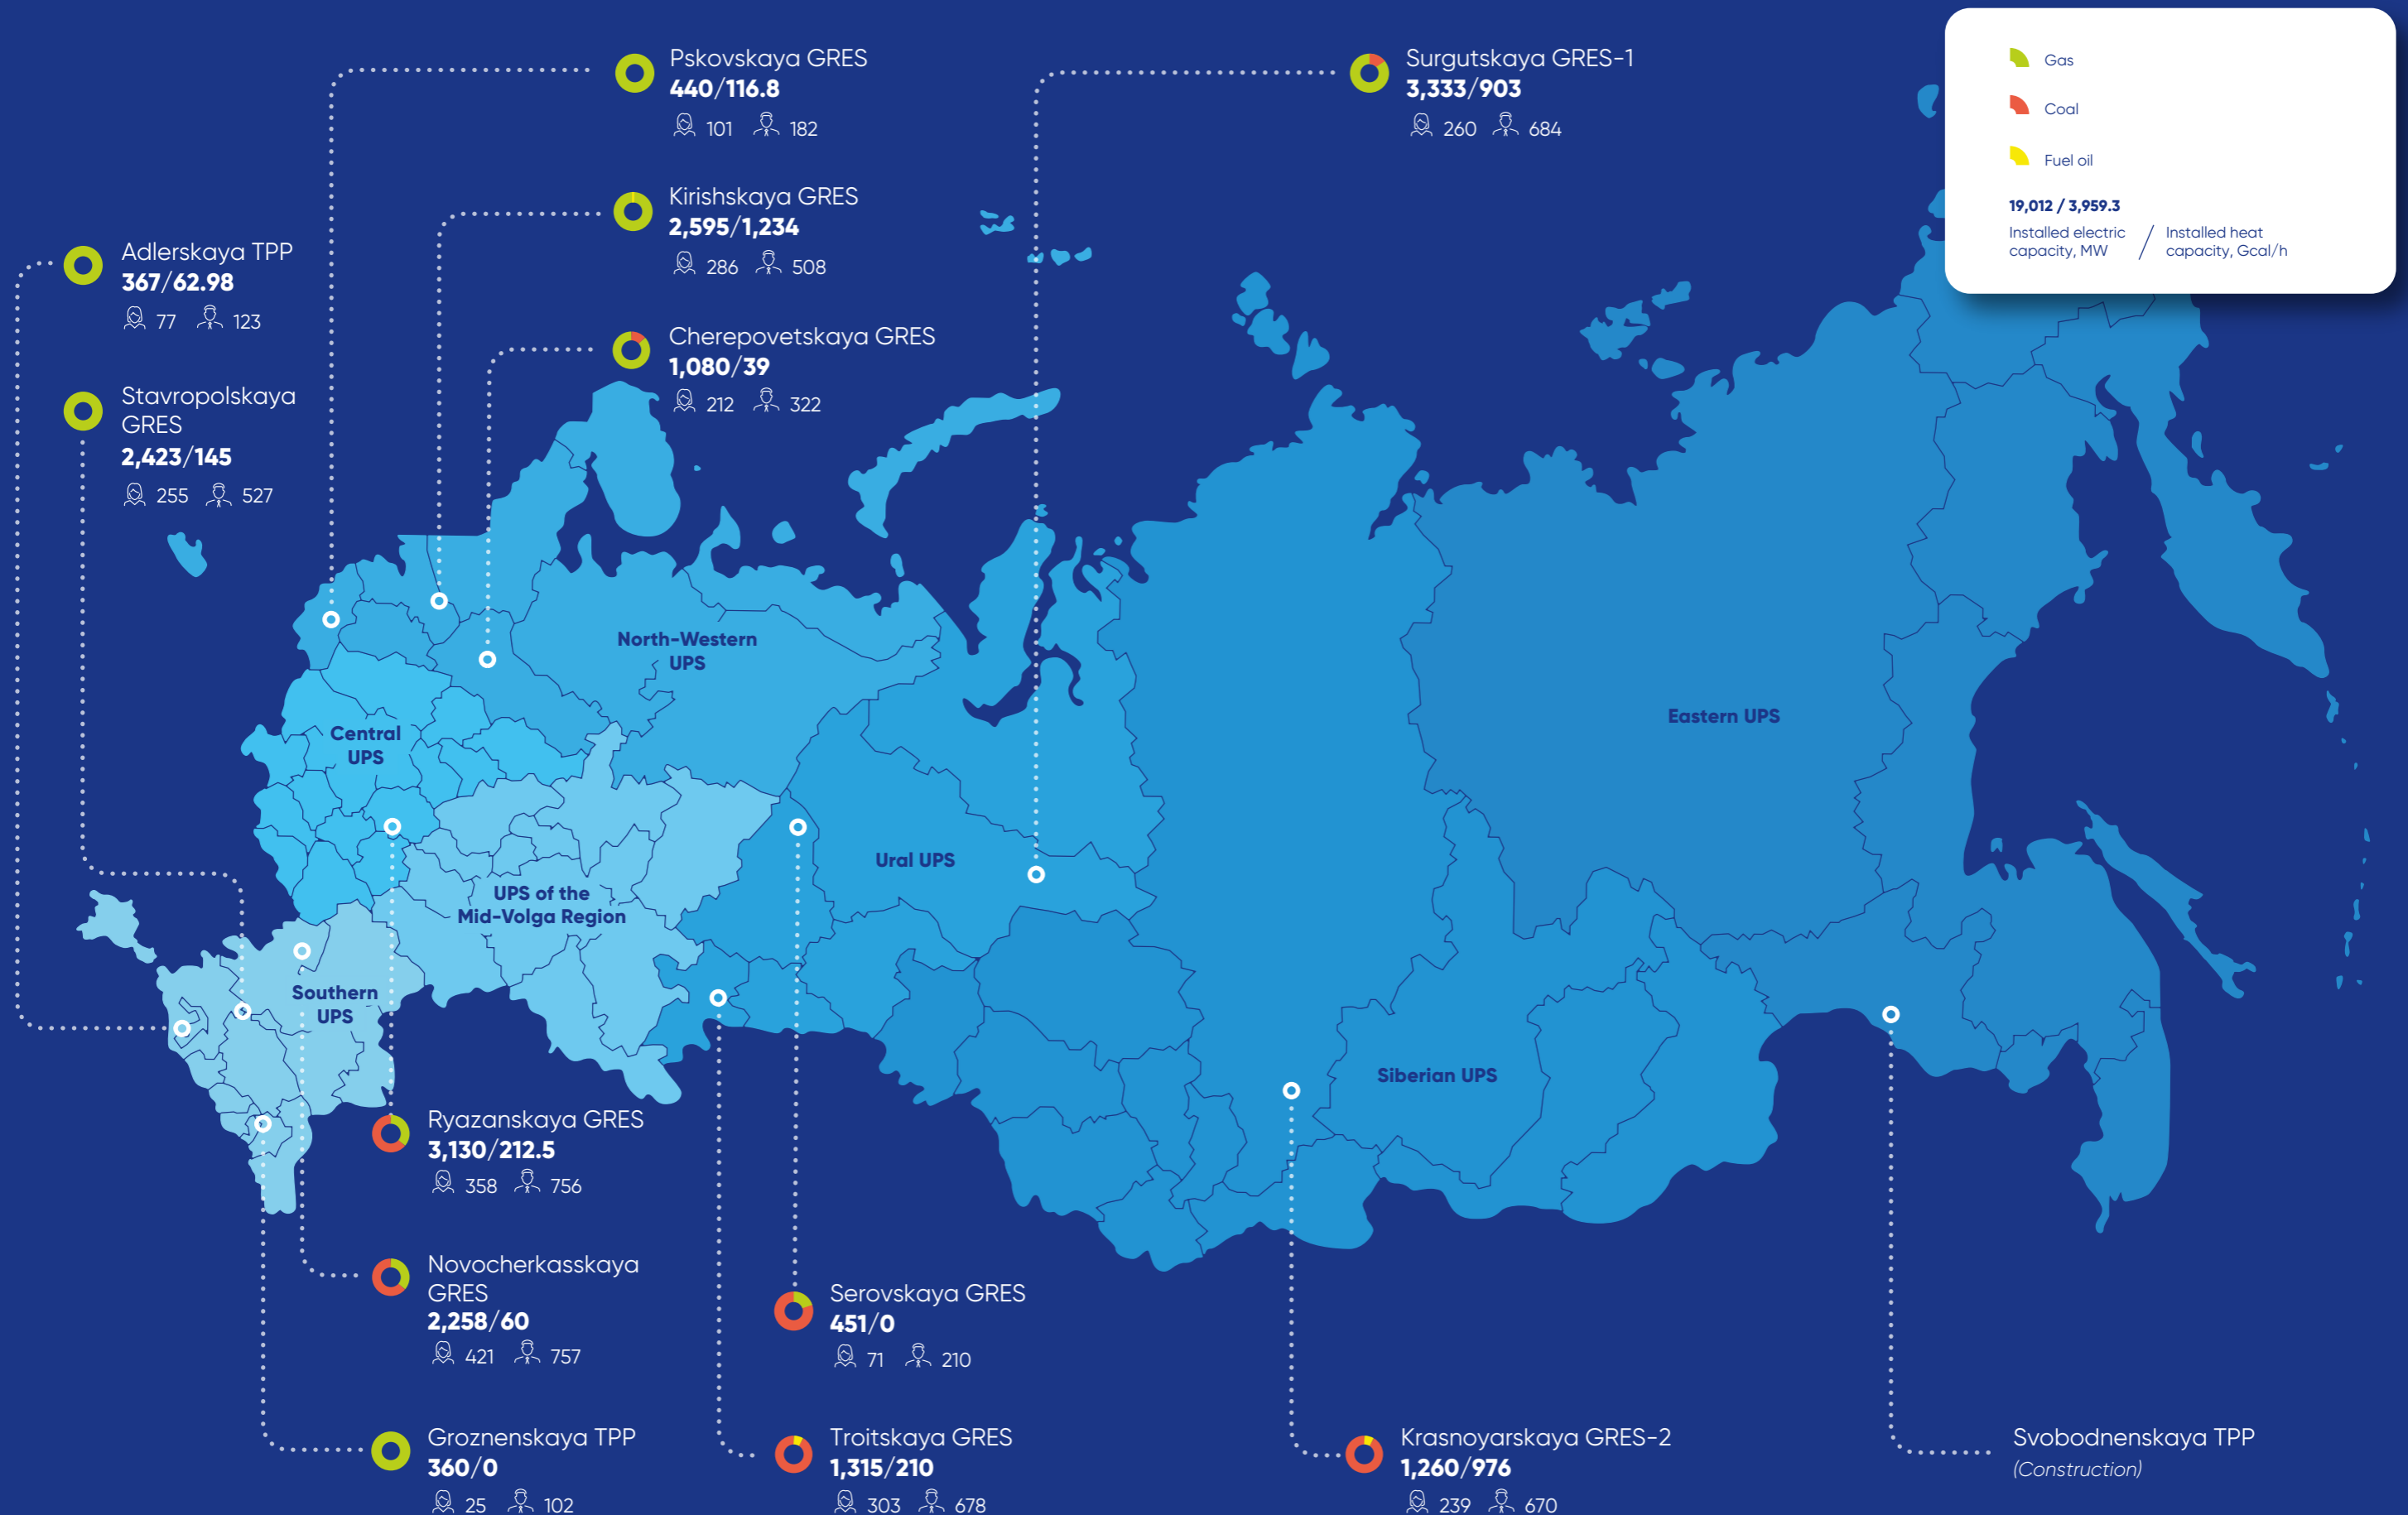 Pskovskaya GRES
440/116.8
101 182
Surgutskaya GRES-1
3,333/903
260 684
Gas
Coal
Fuel oil
19,012 / 3,959.3
Installed electric
capacity, MW
/
Installed heat
capacity, Gcal/h
Kirishskaya GRES
2,595/1,234
286 508
Adlerskaya TPP
367/62.98
77 123
Cherepovetskaya GRES
1,080/39
212 322
Stavropolskaya
GRES
2,423/145
255 527
North-Western
UPS
Central
UPS
Eastern UPS
Ural UPS
UPS of the
Mid-Volga Region
Southern
UPS
Siberian UPS
Ryazanskaya GRES
3,130/212.5
358 756
Novocherkasskaya
GRES
2,258/60
421 757
Serovskaya GRES
451/0
71 210
Groznenskaya TPP
360/0
25 102
Troitskaya GRES
1,315/210
303 678
Krasnoyarskaya GRES-2
1,260/976
239 670
Svobodnenskaya TPP
(Construction)